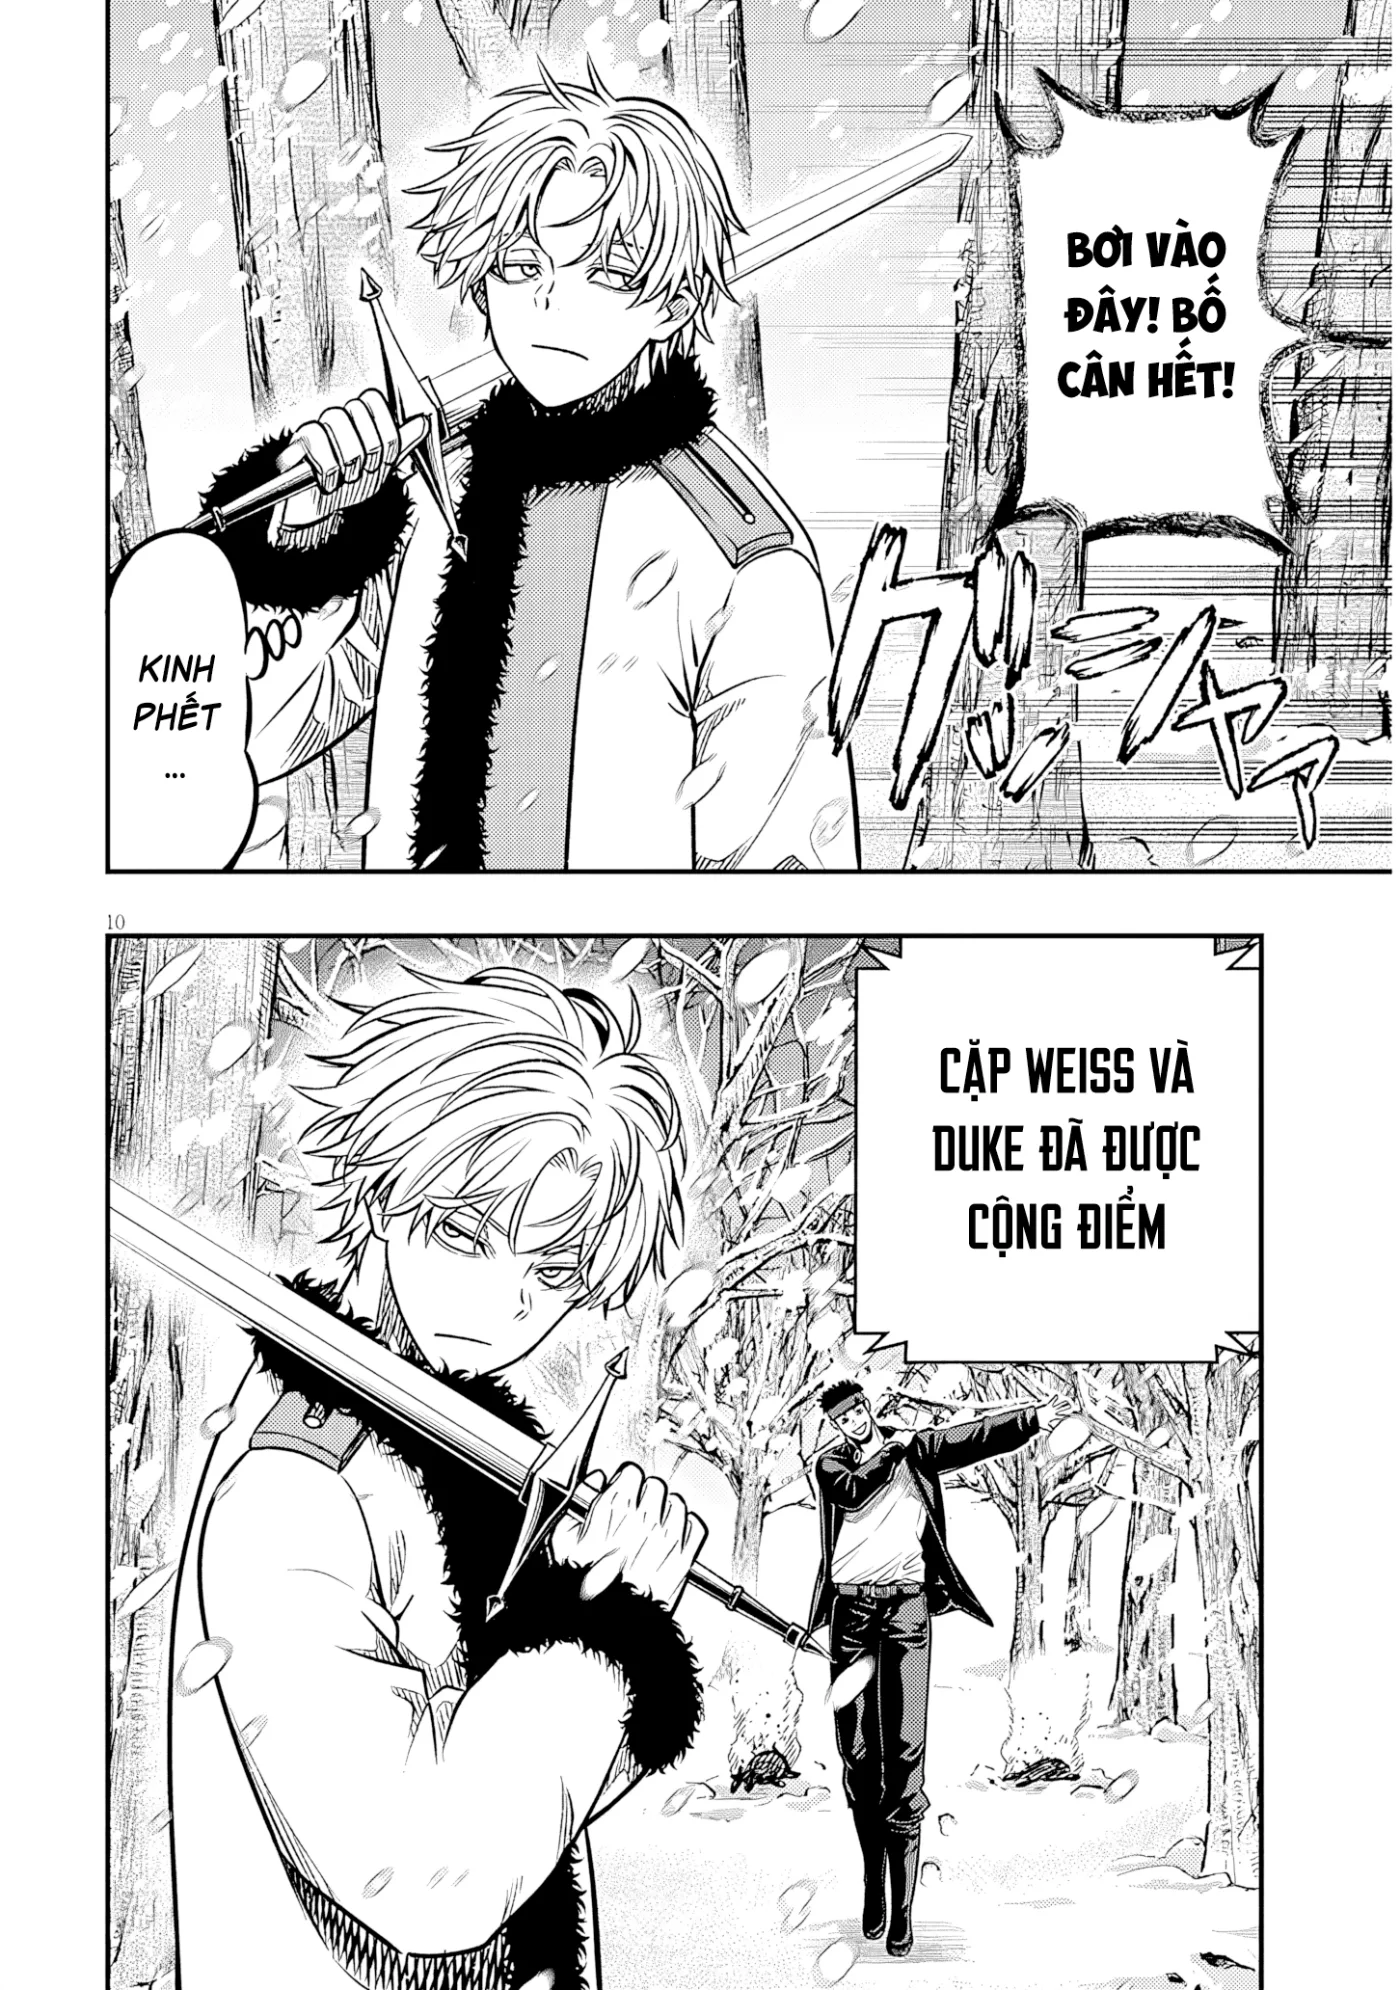 BƠI VÀO
ĐÂY! BỐ
CÂN HẾT!
グシャァ
KINH
PHẾT
...
10
CẶP WEISS VÀ
DUKE ĐÃ ĐƯỢC
CỘNG ĐIỂM